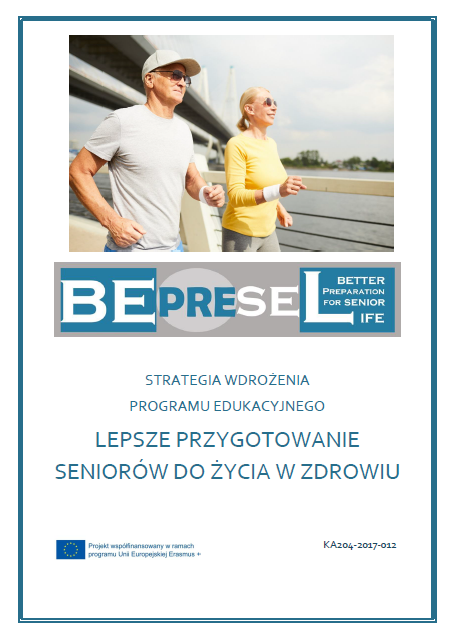 BEPRESEL
BETTER
PREPARATION
FOR SENIOR
IFE
STRATEGIA WDROŻENIA
PROGRAMU EDUKACYJNEGO
LEPSZE PRZYGOTOWANIE
SENIORÓW DO ŻYCIA W ZDROWIU
Projekt współfinansowany w ramach
programu Unii Europejskiej Erasmus +
KA204-2017-012